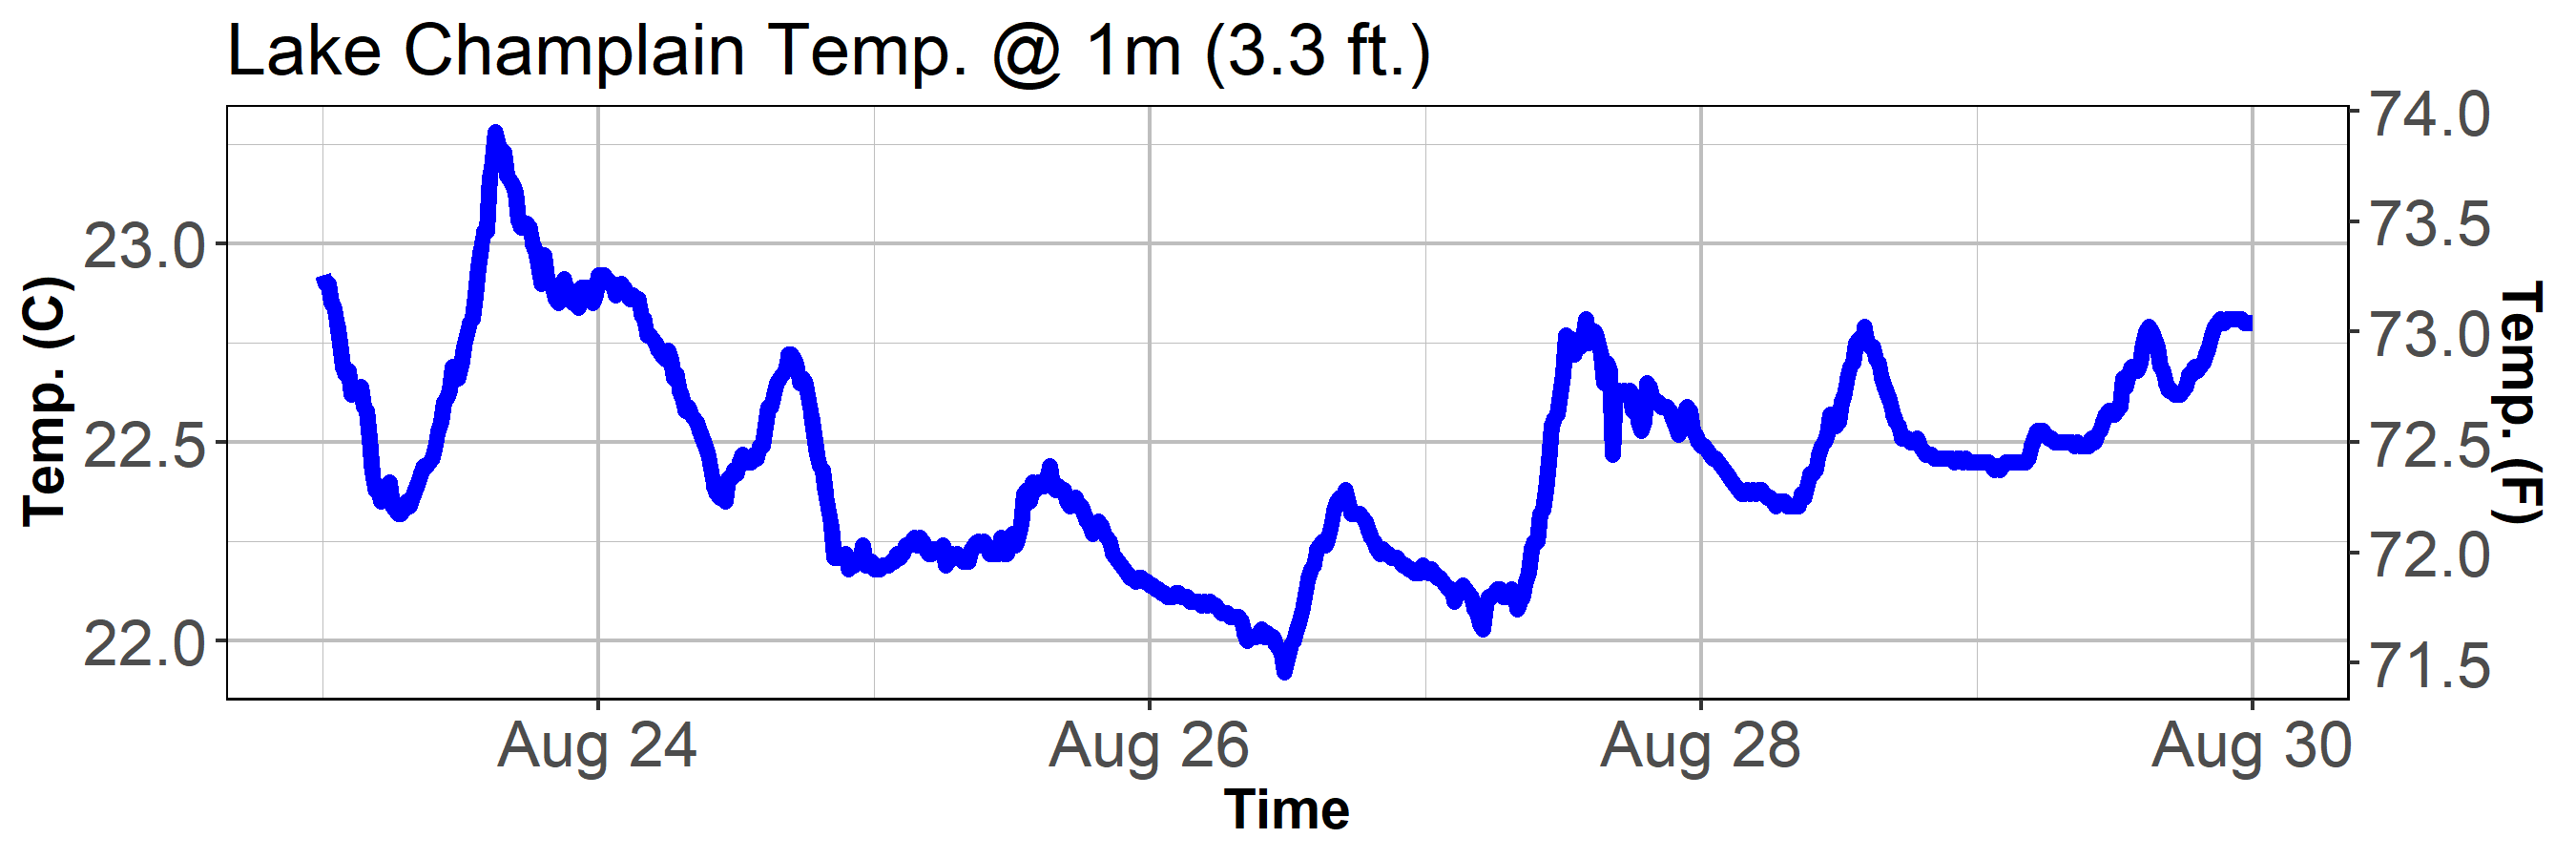 Lake Champlain Temp. @ 1m (3.3 ft.)
Temp. (C)
23.0
22.5
22.0
74.0
73.5
73.0
72.5
72.0
71.5
Temp. (F)
Aug 24 Aug 26 Aug 28 Aug 30
Time